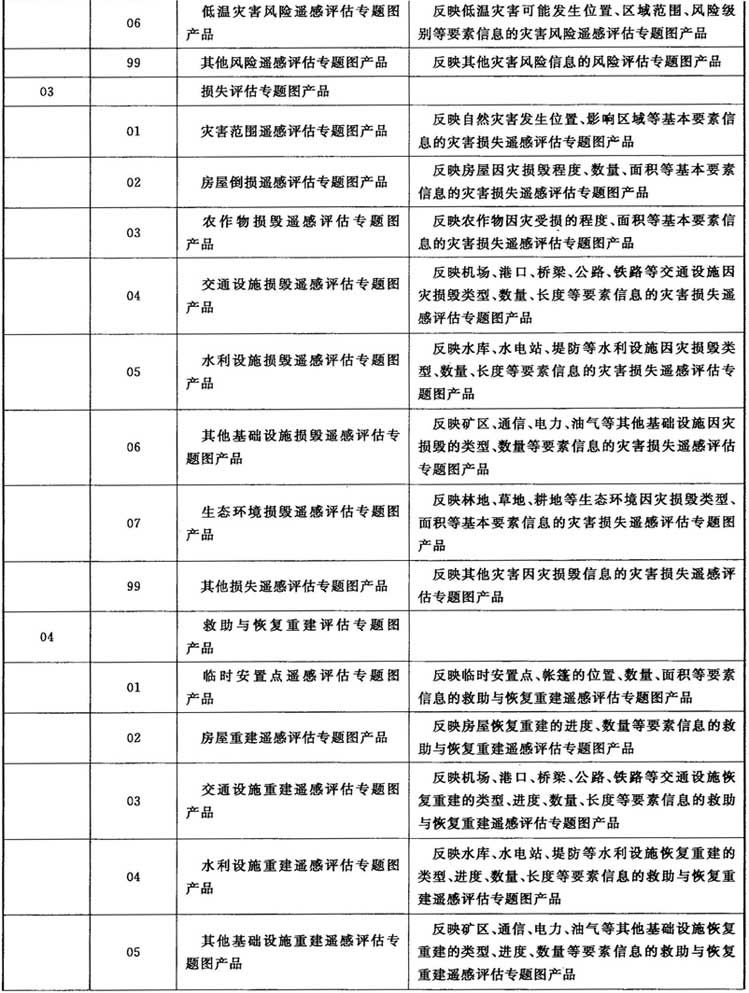 06
低温灾害风险遥感评估专题图
产品
反映低温灾害可能发生位置、区域范围、风险级
别等要素信息的灾害风险遥感评估专题图产品
99
其他风险遥感评估专题图产品
反映其他灾害风险信息的风险评估专题图产品
03
损失评估专题图产品
01
灾害范围遥感评估专题图产品
反映自然灾害发生位置、影响区域等基本要素信
息的灾害损失遥感评估专题图产品
02
房屋倒损遥感评估专题图产品
反映房屋因灾损毁程度、数量、面积等基本要素
信息的灾害损失遥感评估专题图产品
03
农作物损毁遥感评估专题图
产品
反映农作物因灾受损的程度、面积等基本要素信
息的灾害损失遥感评估专题图产品
04
交通设施损毁遥感评估专题图
产品
反映机场、港口、桥梁、公路、铁路等交通设施因
灾损毁类型、数量、长度等要素信息的灾害损失遥
感评估专题图产品
05
水利设施损毁遥感评估专题图
产品
反映水库、水电站、堤防等水利设施因灾损毁类
型、数量、长度等要素信息的灾害损失遥感评估专
题图产品
06
其他基础设施损毁遥感评估专
题图产品
反映矿区、通信、电力、油气等其他基础设施因灾
损毁的类型、数量等要素信息的灾害损失遥感评估
专题图产品
07
生态环境损毁遥感评估专题图
产品
反映林地、草地、耕地等生态环境因灾损毁类型、
面积等基本要素信息的灾害损失遥感评估专题图
产品
99
其他损失遥感评估专题图产品
反映其他灾害因灾损毁信息的灾害损失遥感评
估专题图产品
04
救助与恢复重建评估专题图
产品
01
临时安置点遥感评估专题图
产品
反映临时安置点、帐篷的位置、数量、面积等要素
信息的救助与恢复重建遥感评估专题图产品
02
房屋重建遥感评估专题图产品
反映房屋恢复重建的进度、数量等要素信息的救
助与恢复重建遥感评估专题图产品
03
交通设施重建遥感评估专题图
产品
反映机场、港口、桥梁、公路、铁路等交通设施恢
复重建的类型、进度、数量、长度等要素信息的救助
与恢复重建遥感评估专题图产品
04
水利设施重建遥感评估专题图
产品
反映水库、水电站、堤防等水利设施恢复重建的
类型、进度、数量、长度等要素信息的救助与恢复重
建遥感评估专题图产品
05
其他基础设施重建遥感评估专
题图产品
反映矿区、通信、电力、油气等其他基础设施恢复
重建的类型、进度、数量等要素信息的救助与恢复
重建遥感评估专题图产品